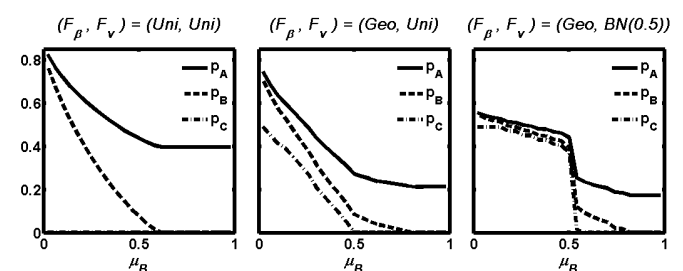 (F_β , F_v) = (Uni, Uni)
(F_β , F_v) = (Geo, Uni)
(F_β , F_v) = (Geo, BN(0.5))
0.8
0.6
0.4
0.2
0
p_A
p_B
p_C
p_A
p_B
p_C
p_A
p_B
p_C
0 0.5 1
0 0.5 1
0 0.5 1
μ_B
μ_B
μ_B